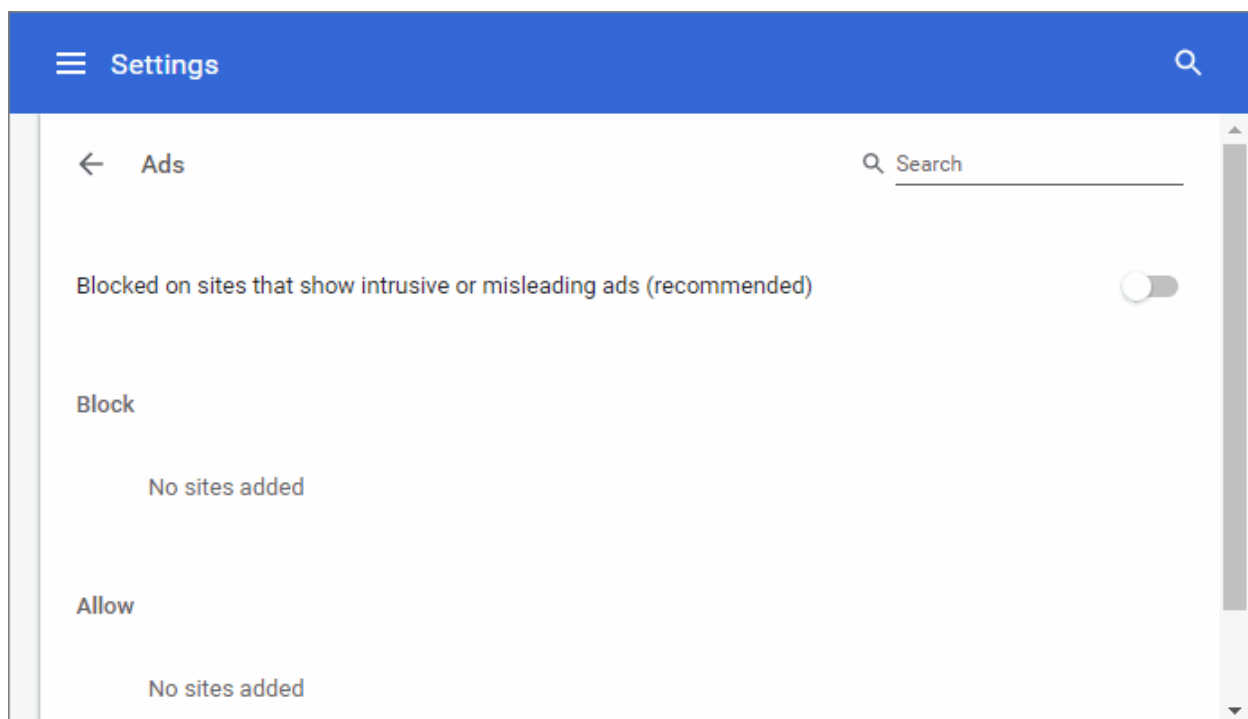 Settings
Ads
Search
Blocked on sites that show intrusive or misleading ads (recommended)
Block
No sites added
Allow
No sites added